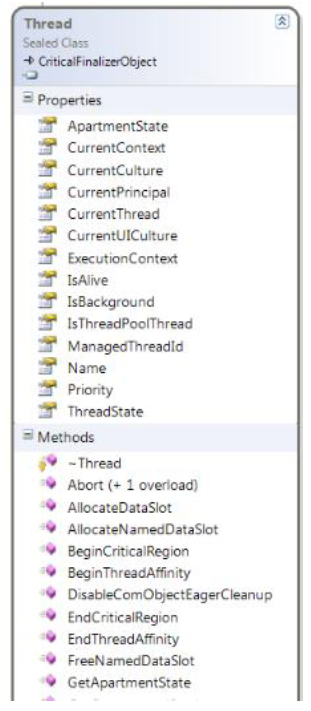 Thread
Sealed Class
CriticalFinalizerObject
Properties
ApartmentState
CurrentContext
CurrentCulture
CurrentPrincipal
CurrentThread
CurrentUICulture
ExecutionContext
IsAlive
IsBackground
IsThreadPoolThread
ManagedThreadId
Name
Priority
ThreadState
Methods
~Thread
Abort (+ 1 overload)
AllocateDataSlot
AllocateNamedDataSlot
BeginCriticalRegion
BeginThreadAffinity
DisableComObjectEagerCleanup
EndCriticalRegion
EndThreadAffinity
FreeNamedDataSlot
GetApartmentState